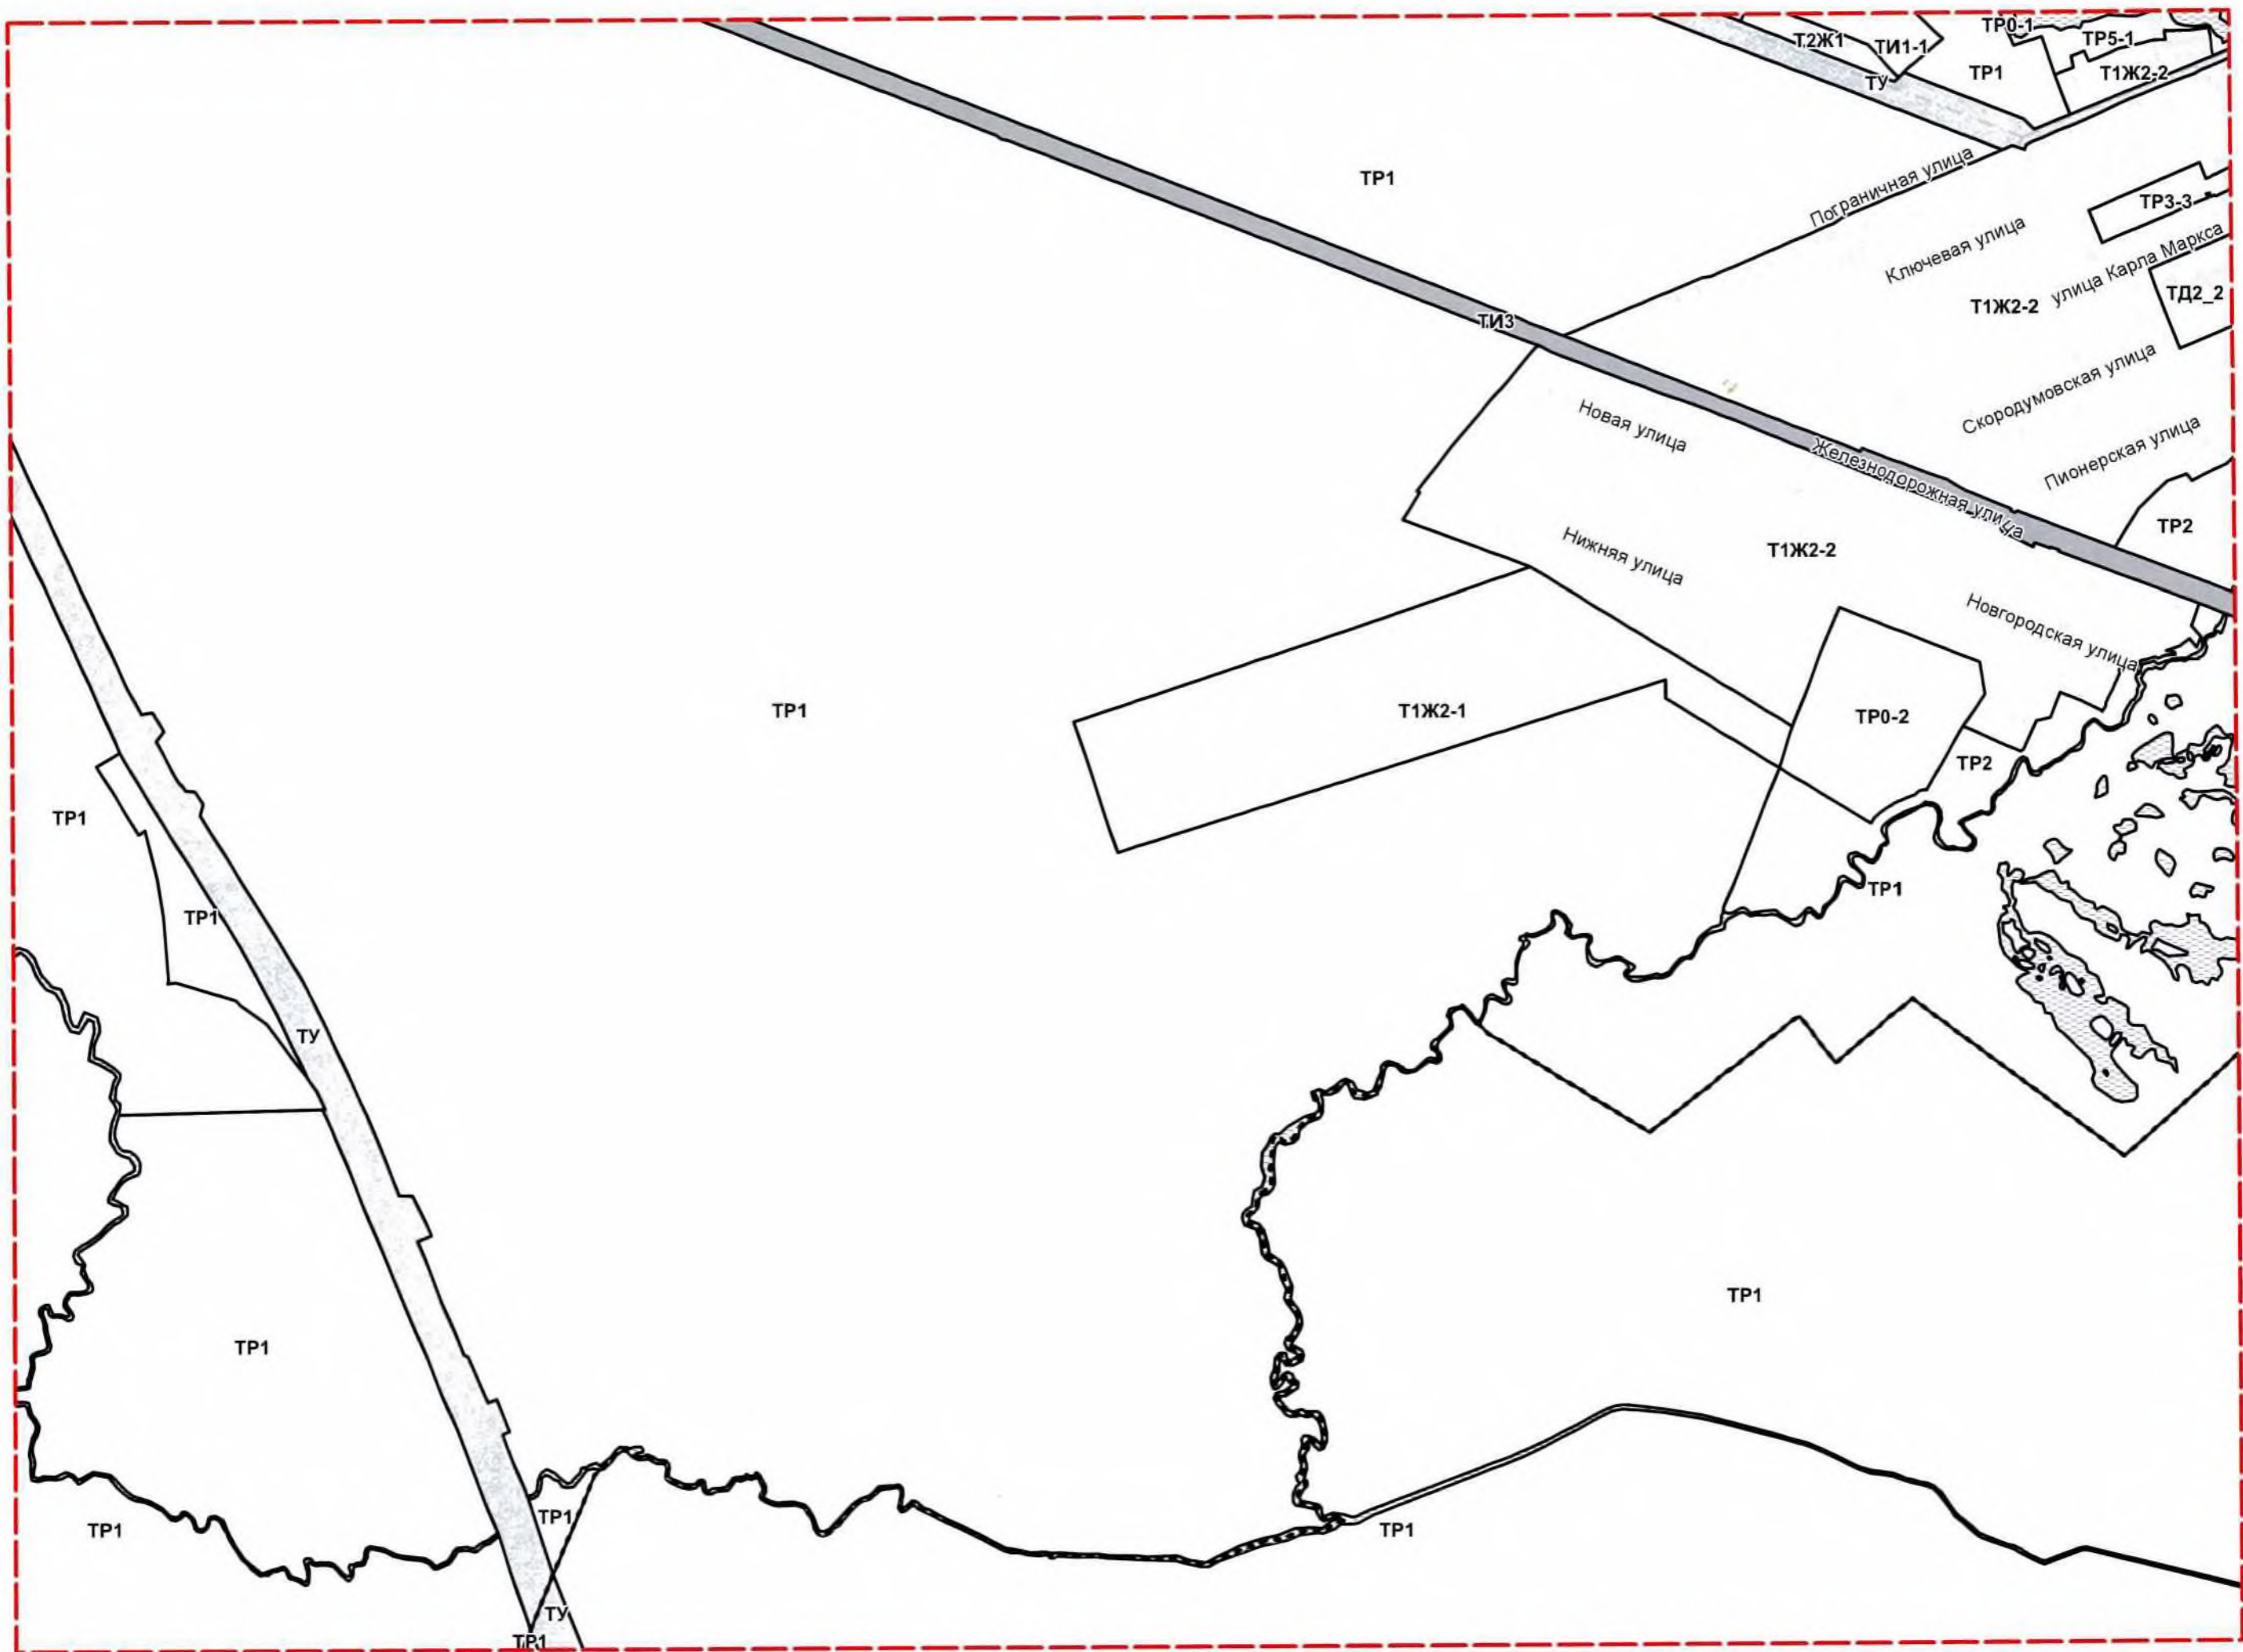 ТР0-1
Т2Ж1
ТИ1-1
ТР5-1
ТР1
Т1Ж2-2
ТУ
Пограничная улица
ТР1
ТР3-3
Ключевая улица
улица Карла Маркса
ТД2_2
Т1Ж2-2
ТИ3
Скородумовская улица
Новая улица
Пионерская улица
Железнодорожная улица
ТР2
Нижняя улица
Т1Ж2-2
Новгородская улица
ТР1
Т1Ж2-1
ТР0-2
ТР2
ТР1
ТР1
ТР1
ТУ
ТР1
ТР1
ТР1
ТР1
ТР1
ТУ
ТР1